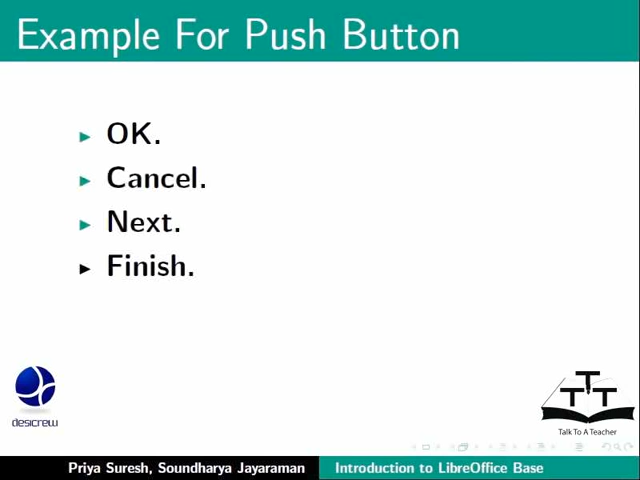 Example For Push Button
OK.
Cancel.
Next.
Finish.
desicrew
TTT
Talk To A Teacher
Priya Suresh, Soundharya Jayaraman
Introduction to LibreOffice Base